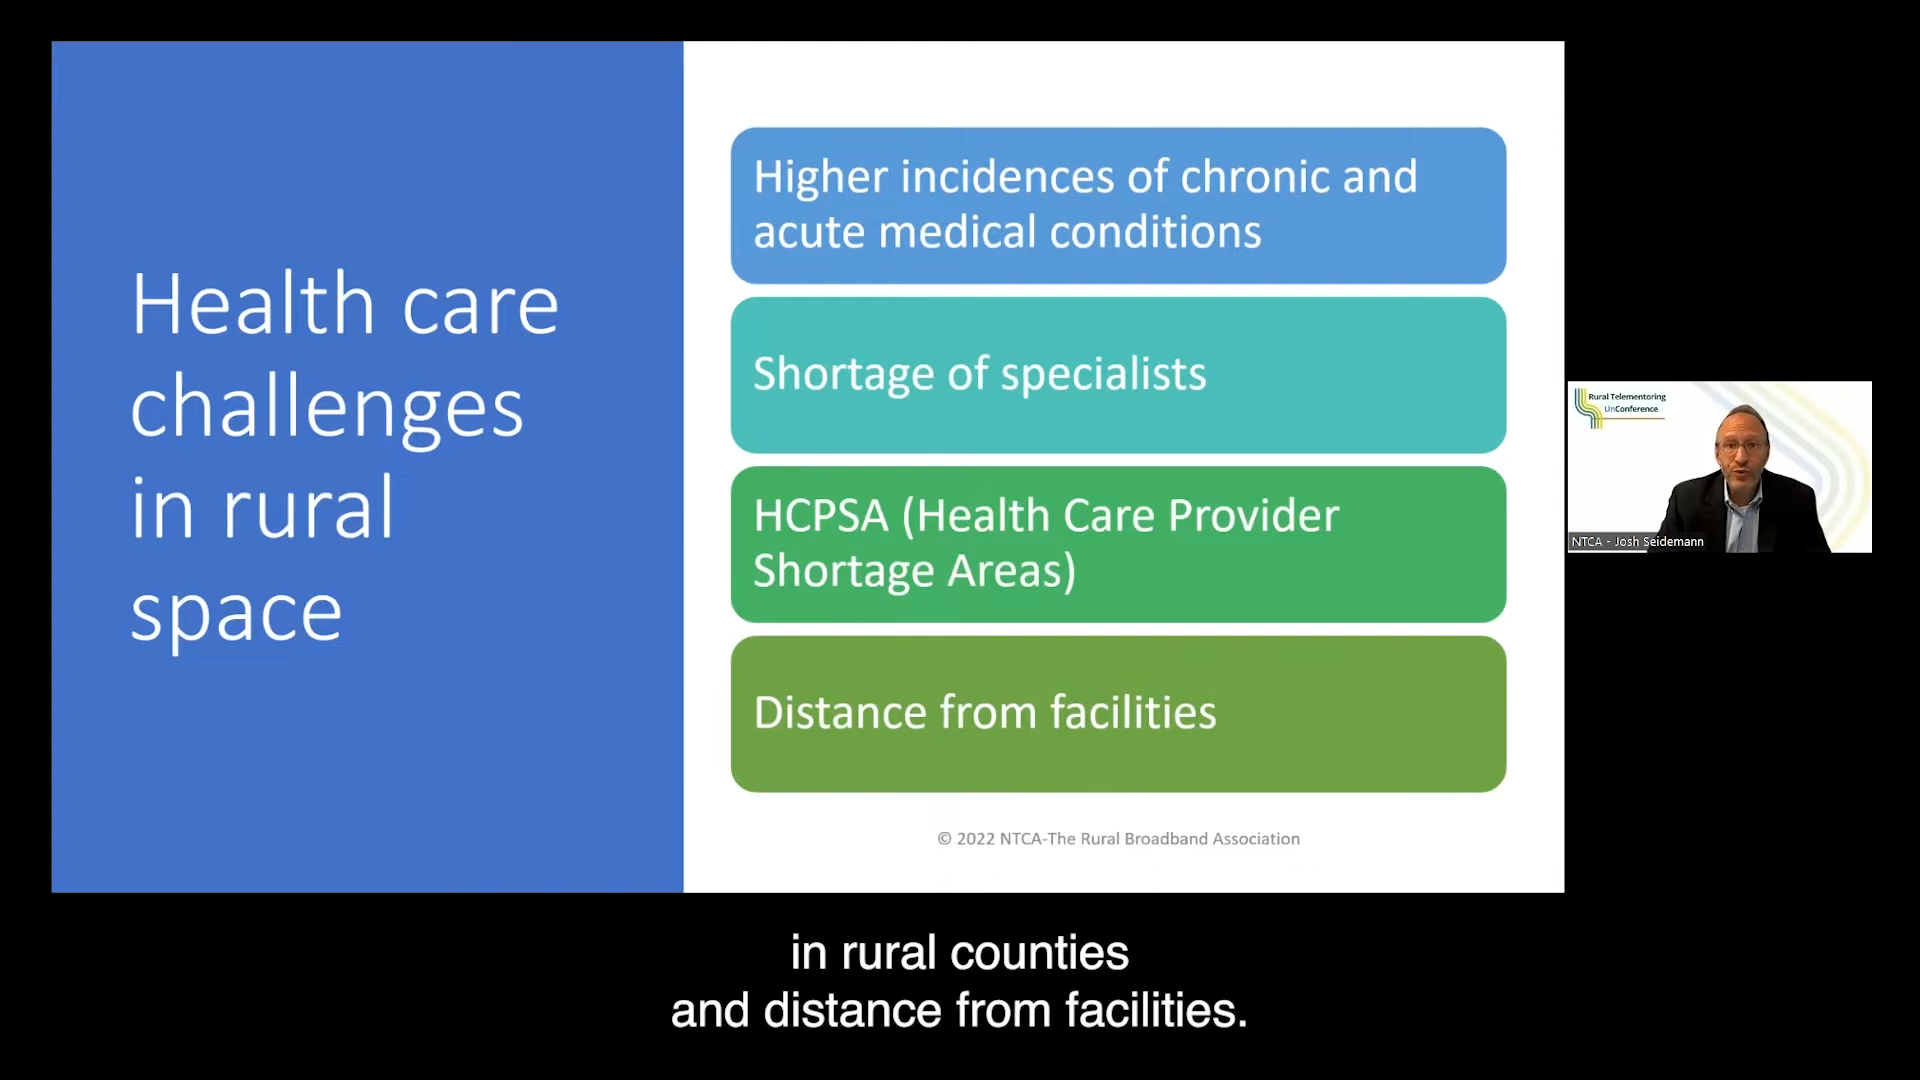 Health care
challenges
in rural
space
Higher incidences of chronic and
acute medical conditions
Shortage of specialists
HCPSA (Health Care Provider
Shortage Areas)
Distance from facilities
© 2022 NTCA-The Rural Broadband Association
Rural Telementoring
UnConference
NTCA - Josh Seidemann
in rural counties
and distance from facilities.